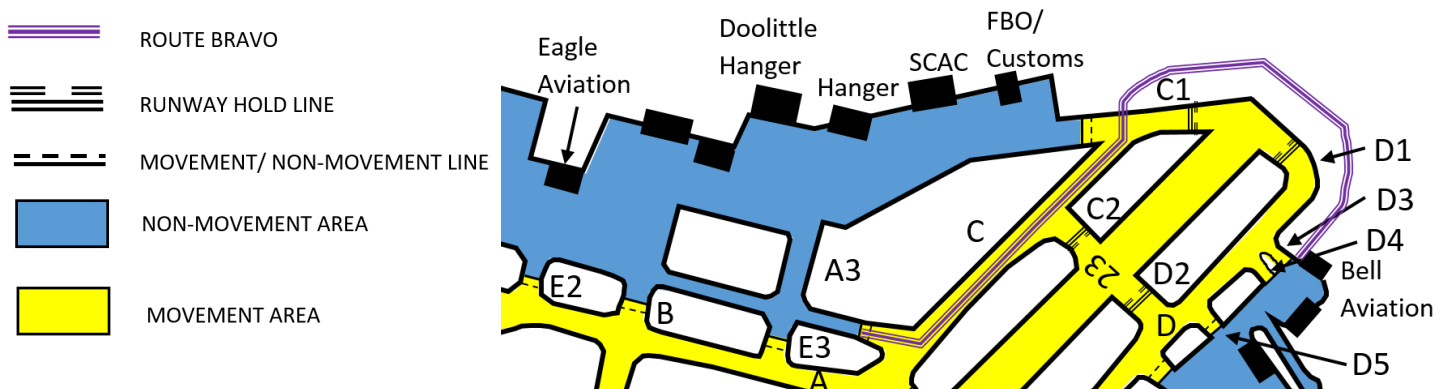 ROUTE BRAVO
RUNWAY HOLD LINE
MOVEMENT/ NON-MOVEMENT LINE
NON-MOVEMENT AREA
MOVEMENT AREA
Eagle
Aviation
Doolittle
Hanger
Hanger
SCAC
FBO/
Customs
C1
D1
D3
D4
Bell
Aviation
D5
C
C2
A3
23
D2
D
E2
B
E3
A